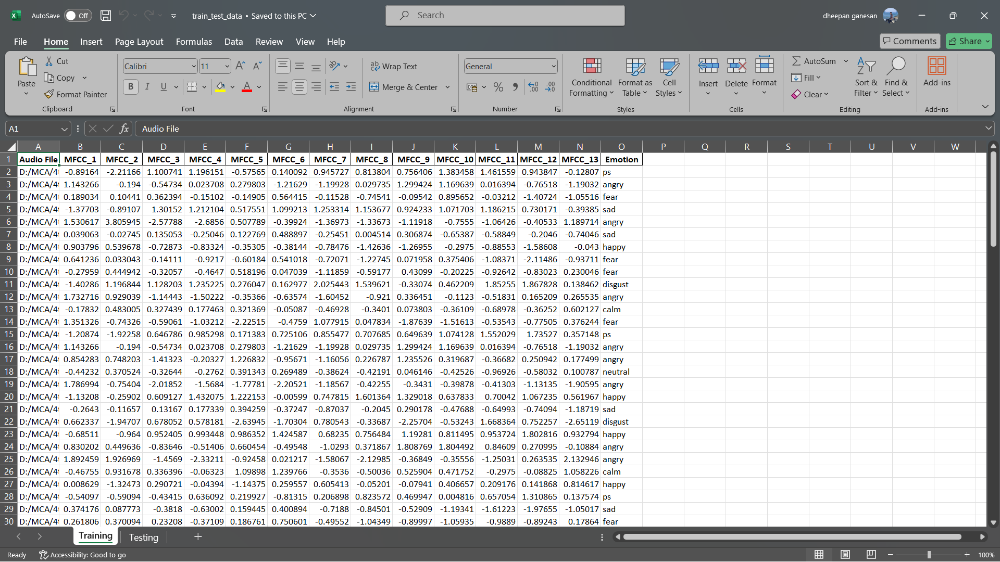 AutoSave Off train_test_data • Saved to this PC Search dheepan ganesan
File Home Insert Page Layout Formulas Data Review View Help Comments Share
Paste Cut Copy Format Painter Clipboard
Calibri 11 B I U A Font
Wrap Text Merge & Center Alignment
General % Number
Conditional Formatting Format as Table Cell Styles Styles
Insert Delete Format Cells
AutoSum Fill Clear Sort & Filter Find & Select Editing
Add-ins Add-ins
A1 fx Audio File
A B C D E F G H I J K L M N O P Q R S T U V W
1 Audio File MFCC_1 MFCC_2 MFCC_3 MFCC_4 MFCC_5 MFCC_6 MFCC_7 MFCC_8 MFCC_9 MFCC_10 MFCC_11 MFCC_12 MFCC_13 Emotion
2 D:/MCA/4 -0.89164 -2.21166 1.100741 1.196151 -0.57565 0.140092 0.945727 0.813804 0.756406 1.383458 1.461559 0.943847 -0.12807 ps
3 D:/MCA/4 1.143266 -0.194 -0.54734 0.023708 0.279803 -1.21629 -1.19928 0.029735 1.299424 1.169639 0.016394 -0.76518 -1.19032 angry
4 D:/MCA/4 0.189034 0.10441 0.362394 -0.15102 -0.14905 0.564415 -0.11528 -0.74541 -0.09542 0.895652 -0.03212 -1.40724 -1.05516 fear
5 D:/MCA/4 -1.37703 -0.89107 1.30152 1.212104 0.517551 1.099213 1.253314 1.153677 0.924233 1.071703 1.186215 0.730171 -0.39385 sad
6 D:/MCA/4 1.530617 3.805945 -2.57788 -2.6856 0.507789 -0.39924 -1.36973 -1.33673 -1.11918 -0.7555 -1.06426 -0.40533 1.189714 angry
7 D:/MCA/4 0.039063 -0.02745 0.135053 -0.25046 0.122769 0.488897 -0.25451 0.004514 0.306874 -0.65387 -0.58849 -0.2046 -0.74046 sad
8 D:/MCA/4 0.903796 0.539678 -0.72873 -0.83324 -0.35305 -0.38144 -0.78476 -1.42636 -1.26955 -0.2975 -0.88553 -1.58608 -0.043 happy
9 D:/MCA/4 0.641236 0.033043 -0.14111 -0.9217 -0.60184 0.541018 -0.72071 -1.22745 0.071958 0.375406 -1.08371 -2.11486 -0.93711 fear
10 D:/MCA/4 -0.27959 0.444942 -0.32057 -0.4647 0.518196 0.047039 -1.11859 -0.59177 0.43099 -0.20225 -0.92642 -0.83023 0.230046 fear
11 D:/MCA/4 -1.40286 1.196844 1.128203 1.235225 0.276047 0.162977 2.025443 1.539621 -0.33074 0.462209 1.85255 1.867828 0.138462 disgust
12 D:/MCA/4 1.732716 0.929039 -1.14443 -1.50222 -0.35366 -0.63574 -1.60452 -0.921 0.336451 -0.1123 -0.51831 0.165209 0.265535 angry
13 D:/MCA/4 -0.17832 0.483005 0.327439 0.177463 0.321369 -0.05087 -0.46928 -0.3401 0.073803 -0.36109 -0.68978 -0.36252 0.602127 calm
14 D:/MCA/4 1.351326 -0.74326 -0.59061 -1.03212 -2.22515 -0.4759 1.077915 0.047834 -1.87639 -1.51613 -0.53543 -0.77505 0.376244 fear
15 D:/MCA/4 -1.20874 -1.92258 0.646786 0.985298 0.171383 0.725106 0.855477 0.707685 0.649639 1.074128 1.552029 1.73527 0.357148 ps
16 D:/MCA/4 1.143266 -0.194 -0.54734 0.023708 0.279803 -1.21629 -1.19928 0.029735 1.299424 1.169639 0.016394 -0.76518 -1.19032 angry
17 D:/MCA/4 0.854283 0.748203 -1.41323 -0.20327 1.226832 -0.95671 -1.16056 0.226787 1.235526 0.319687 -0.36682 0.250942 0.177499 angry
18 D:/MCA/4 -0.44232 0.370524 -0.32644 -0.2762 0.391343 0.269489 -0.38624 -0.42191 0.046146 -0.42526 -0.96926 -0.58032 0.100787 neutral
19 D:/MCA/4 1.786994 -0.75404 -2.01852 -1.5684 -1.77781 -2.20521 -1.18567 -0.42255 -0.3431 -0.39878 -0.41303 -1.13135 -1.90595 angry
20 D:/MCA/4 -1.13208 -0.25902 0.609127 1.432075 1.222153 -0.00599 0.747815 1.601364 1.329018 0.637833 0.70042 1.067235 0.561967 happy
21 D:/MCA/4 -0.2643 -0.11657 0.13167 0.177339 0.394259 -0.37247 -0.87037 -0.2045 0.290178 -0.47688 -0.64993 -0.74094 -1.18719 sad
22 D:/MCA/4 0.662337 -1.94707 0.678052 0.578181 -2.63945 -1.70304 0.780543 -0.33687 -2.25704 -0.53243 1.668364 0.752257 -2.65119 disgust
23 D:/MCA/4 -0.68511 -0.964 0.952405 0.993448 0.986352 1.424587 0.68235 0.756484 1.19281 0.811495 0.953724 1.802816 0.932794 happy
24 D:/MCA/4 0.830202 0.449636 -0.83646 -0.51406 0.660454 -0.49548 -1.0293 0.371867 1.808769 1.804492 0.84609 0.270995 -0.10884 angry
25 D:/MCA/4 1.892459 1.926969 -1.4569 -2.33211 -0.92458 0.021217 -1.58067 -2.12985 -0.36849 -0.35556 -1.25031 0.263535 2.132946 angry
26 D:/MCA/4 -0.46755 0.931678 0.336396 -0.06323 1.09898 1.239766 -0.3536 -0.50036 0.525904 0.471752 -0.2975 -0.08825 1.058226 calm
27 D:/MCA/4 0.008629 -1.32473 0.290721 -0.04394 -1.14375 0.259557 0.605413 -0.05201 -0.07941 0.406657 0.209176 0.141868 0.814617 happy
28 D:/MCA/4 -0.54097 -0.59094 -0.43415 0.636092 0.219927 -0.81315 0.206898 0.823572 0.469947 0.004816 0.657054 1.310865 0.137574 ps
29 D:/MCA/4 0.374176 0.087773 -0.3818 -0.63002 0.159445 0.400894 -0.7188 -0.84501 -0.52909 -1.19341 -1.61223 -1.97655 -1.05017 sad
30 D:/MCA/4 0.261806 0.370094 0.23208 -0.37109 0.186761 0.750601 -0.49552 -1.04349 -0.89997 -1.05935 -0.9889 -0.89243 0.17864 fear
Training Testing
Ready Accessibility: Good to go 100%